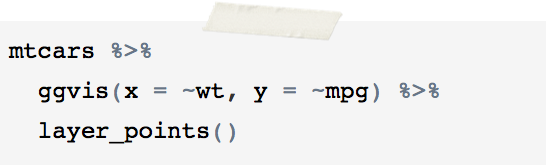 mtcars %>%
  ggvis(x = ~wt, y = ~mpg) %>%
  layer_points()